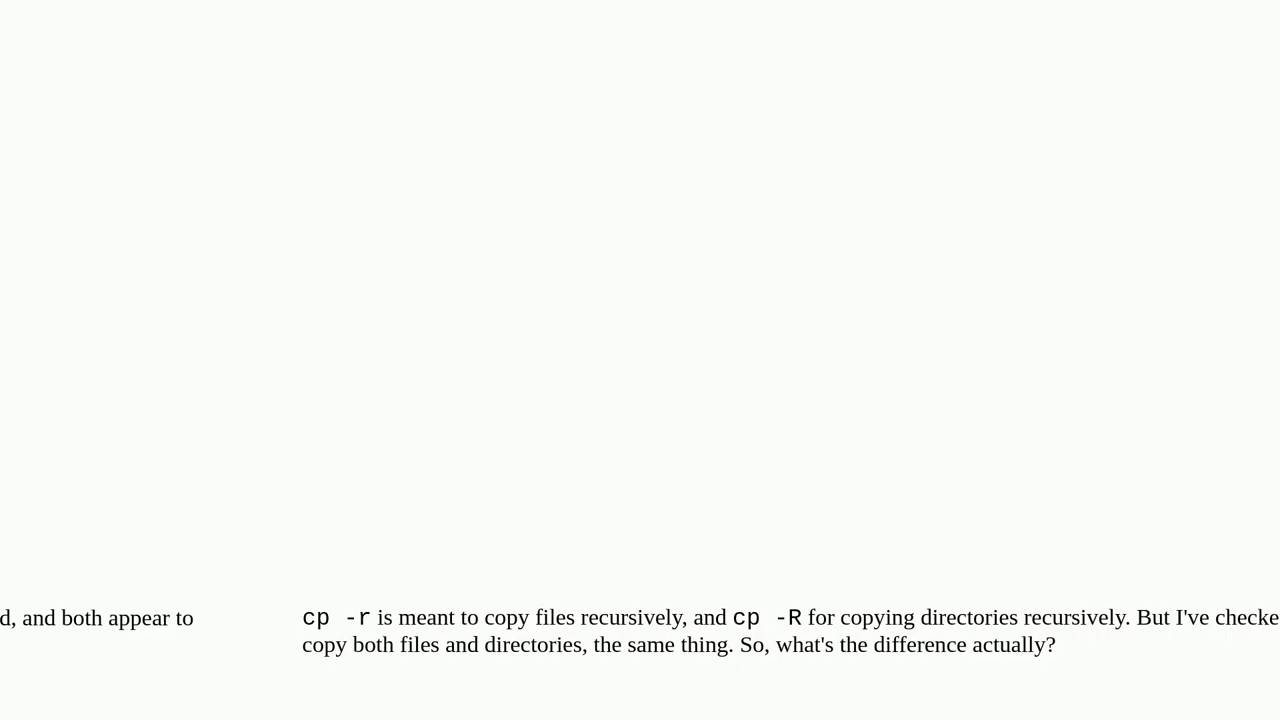 cp -r is meant to copy files recursively, and cp -R for copying directories recursively. But I've checke
d, and both appear to
copy both files and directories, the same thing. So, what's the difference actually?